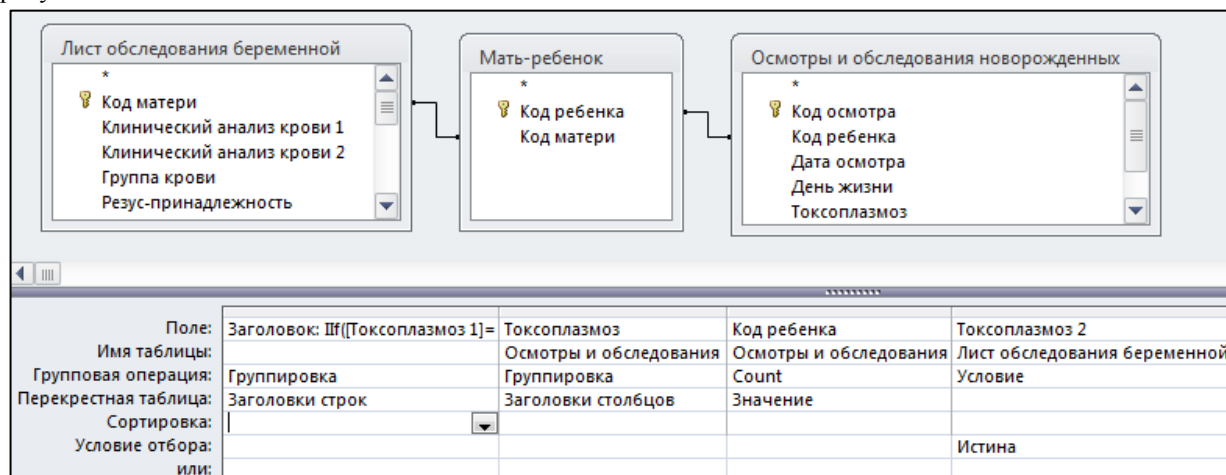 Лист обследования беременной
*
Код матери
Клинический анализ крови 1
Клинический анализ крови 2
Группа крови
Резус-принадлежность
Мать-ребенок
*
Код ребенка
Код матери
Осмотры и обследования новорожденных
*
Код осмотра
Код ребенка
Дата осмотра
День жизни
Токсоплазмоз
Поле: Заголовок: IIf([Токсоплазмоз 1]= Токсоплазмоз Код ребенка Токсоплазмоз 2
Имя таблицы: Осмотры и обследования Осмотры и обследования Лист обследования беременной
Групповая операция: Группировка Группировка Count Условие
Перекрестная таблица: Заголовки строк Заголовки столбцов Значение
Сортировка:
Условие отбора: Истина
или: